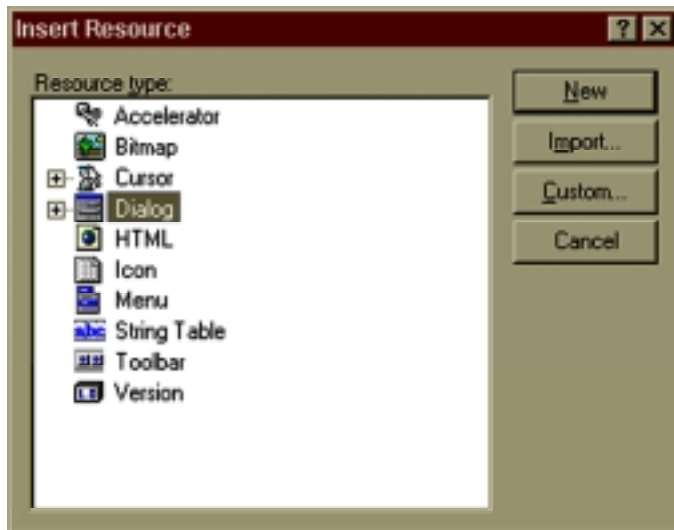 Insert Resource
Resource type:
Accelerator
Bitmap
Cursor
Dialog
HTML
Icon
Menu
abc String Table
Toolbar
Version
New
Import...
Custom...
Cancel